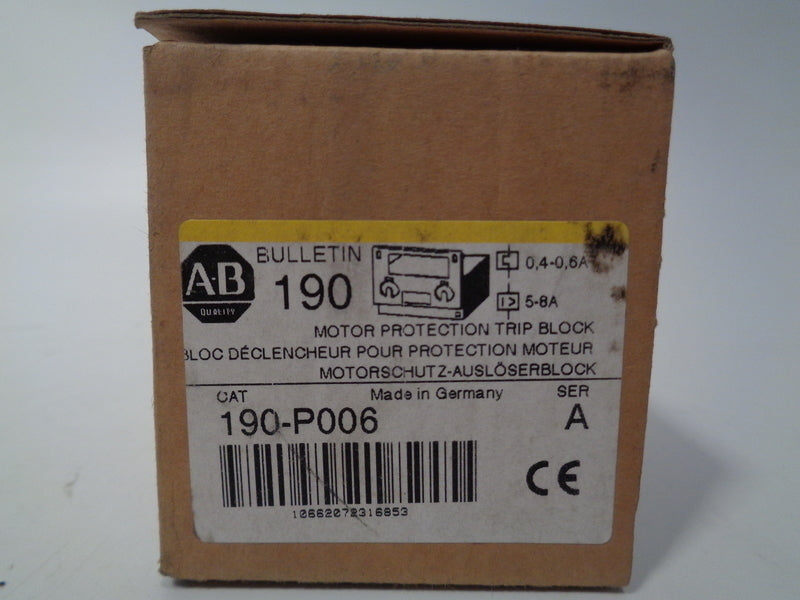 A-B
QUALITY
BULLETIN
190
0,4-0,6A
5-8A
MOTOR PROTECTION TRIP BLOCK
BLOC DÉCLENCHEUR POUR PROTECTION MOTEUR
MOTORSCHUTZ-AUSLÖSERBLOCK
CAT Made in Germany SER
190-P006 A
CE
10662072316853